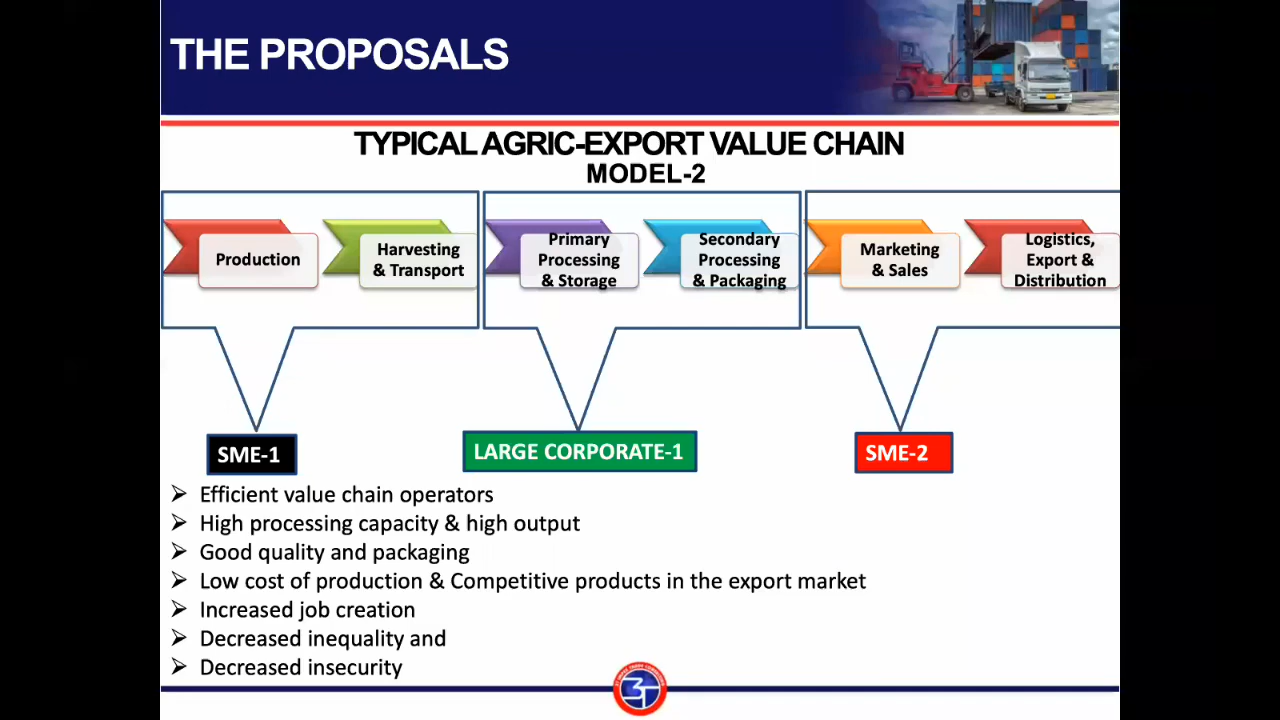 THE PROPOSALS
TYPICAL AGRIC-EXPORT VALUE CHAIN
MODEL-2
Production
Harvesting
& Transport
Primary
Processing
& Storage
Secondary
Processing
& Packaging
Marketing
& Sales
Logistics,
Export &
Distribution
SME-1
LARGE CORPORATE-1
SME-2
➢ Efficient value chain operators
➢ High processing capacity & high output
➢ Good quality and packaging
➢ Low cost of production & Competitive products in the export market
➢ Increased job creation
➢ Decreased inequality and
➢ Decreased insecurity
3T